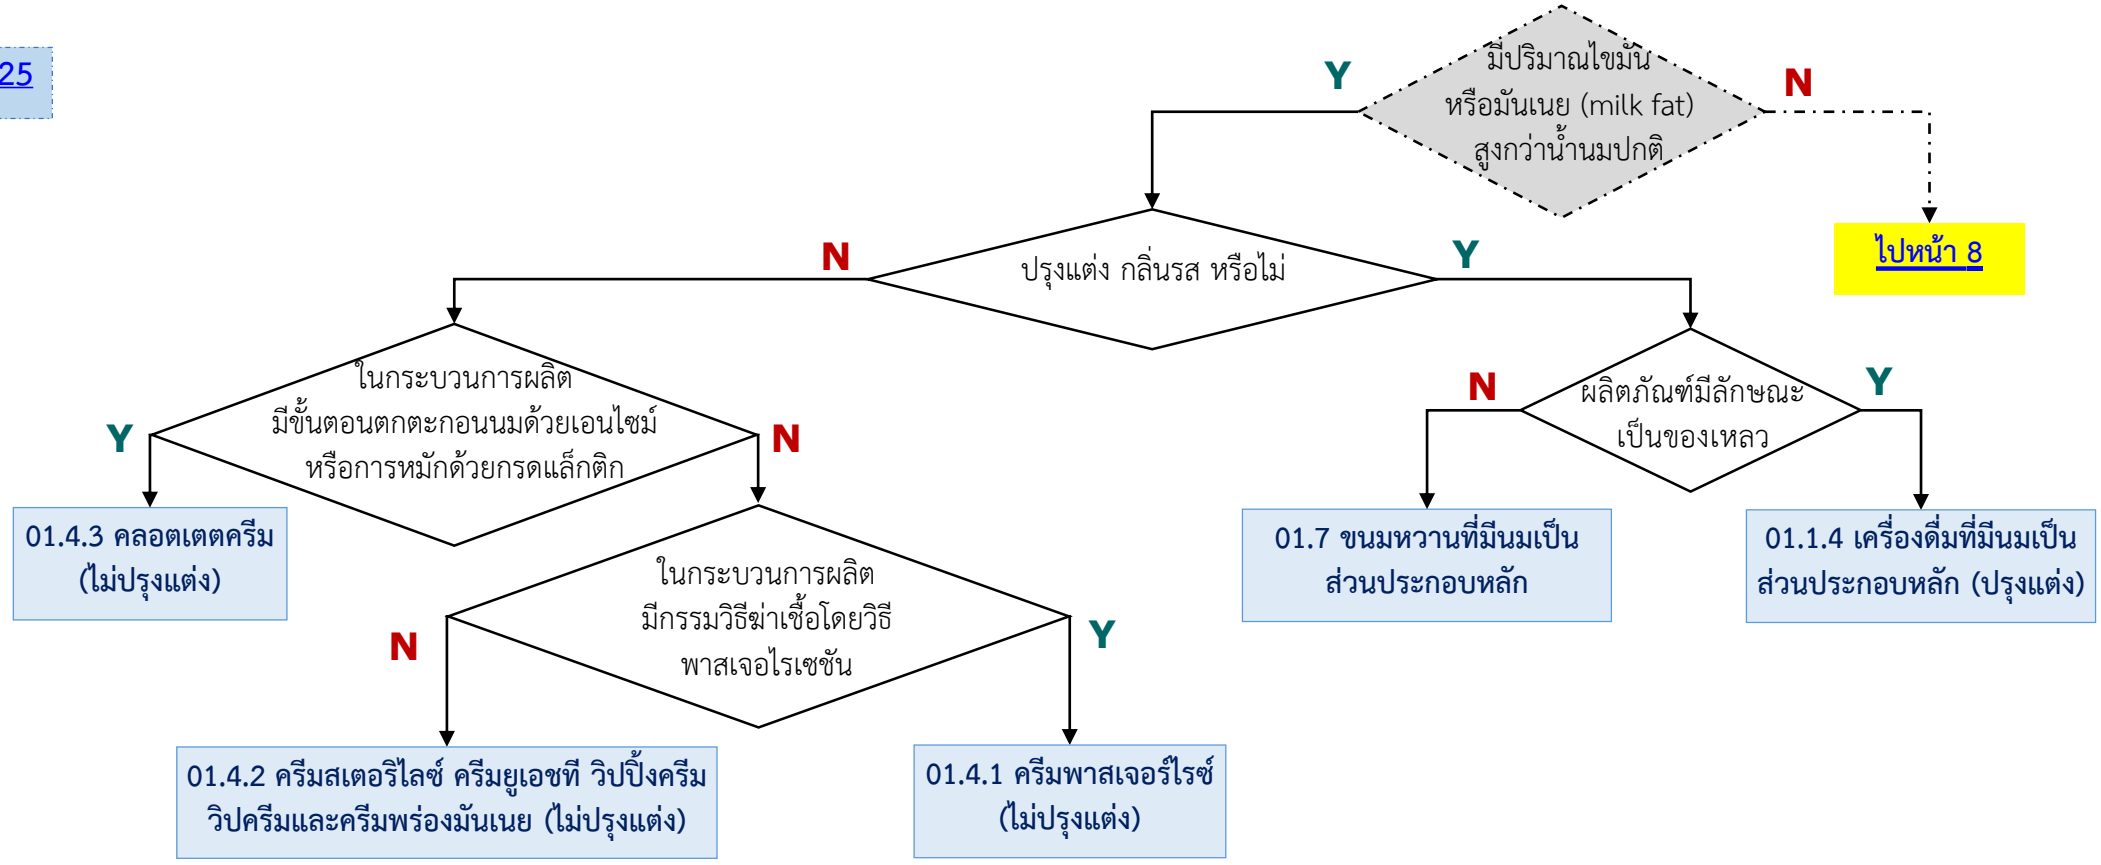 25
มีปริมาณไขมัน
หรือมันเนย (milk fat)
สูงกว่าน้ำนมปกติ
Y
N
ไปหน้า 8
ปรุงแต่ง กลิ่นรส หรือไม่
N
Y
ในกระบวนการผลิต
มีขั้นตอนตกตะกอนนมด้วยเอนไซม์
หรือการหมักด้วยกรดแล็กติก
Y
N
ผลิตภัณฑ์มีลักษณะ
เป็นของเหลว
N
Y
01.4.3 คลอตเตตครีม
(ไม่ปรุงแต่ง)
ในกระบวนการผลิต
มีกรรมวิธีฆ่าเชื้อโดยวิธี
พาสเจอไรเซชัน
N
Y
01.7 ขนมหวานที่มีนมเป็น
ส่วนประกอบหลัก
01.1.4 เครื่องดื่มที่มีนมเป็น
ส่วนประกอบหลัก (ปรุงแต่ง)
01.4.2 ครีมสเตอริไลซ์ ครีมยูเอชที วิปปิ้งครีม
วิปครีมและครีมพร่องมันเนย (ไม่ปรุงแต่ง)
01.4.1 ครีมพาสเจอร์ไรซ์
(ไม่ปรุงแต่ง)